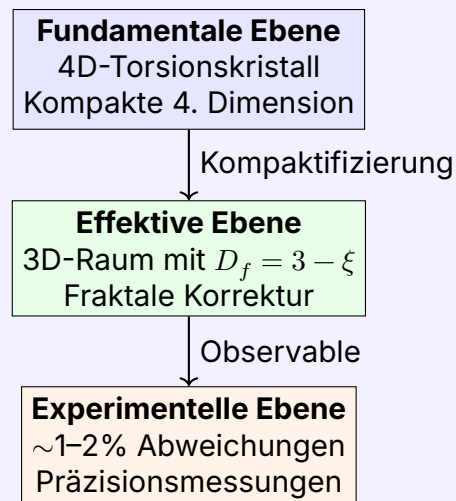 Fundamentale Ebene
4D-Torsionskristall
Kompakte 4. Dimension
Kompaktifizierung
Effektive Ebene
3D-Raum mit $D_f = 3 - \xi$
Fraktale Korrektur
Observable
Experimentelle Ebene
∼1–2% Abweichungen
Präzisionsmessungen